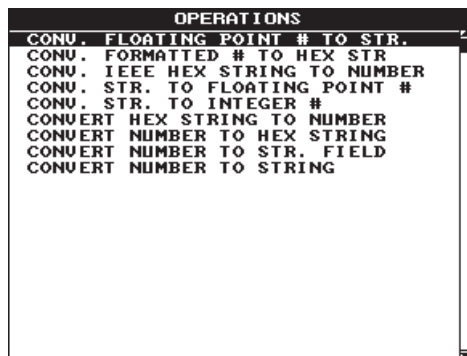 OPERATIONS
CONV. FLOATING POINT # TO STR.
CONV. FORMATTED # TO HEX STR
CONV. IEEE HEX STRING TO NUMBER
CONV. STR. TO FLOATING POINT #
CONV. STR. TO INTEGER #
CONVERT HEX STRING TO NUMBER
CONVERT NUMBER TO HEX STRING
CONVERT NUMBER TO STR. FIELD
CONVERT NUMBER TO STRING